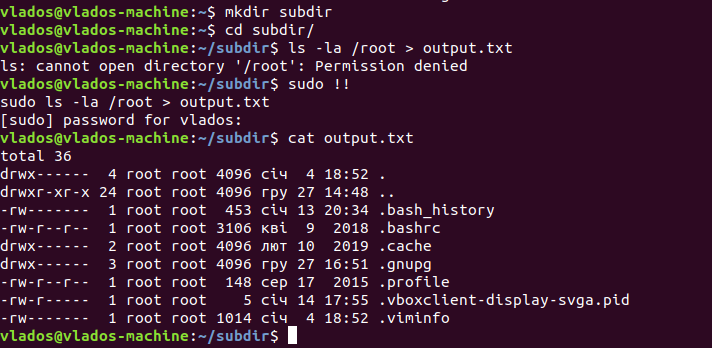 vlados@vlados-machine:~$ mkdir subdir
vlados@vlados-machine:~$ cd subdir/
vlados@vlados-machine:~/subdir$ ls -la /root > output.txt
ls: cannot open directory '/root': Permission denied
vlados@vlados-machine:~/subdir$ sudo !!
sudo ls -la /root > output.txt
[sudo] password for vlados:
vlados@vlados-machine:~/subdir$ cat output.txt
total 36
drwx------  4 root root 4096 січ  4 18:52 .
drwxr-xr-x 24 root root 4096 гру 27 14:48 ..
-rw-------  1 root root  453 січ 13 20:34 .bash_history
-rw-r--r--  1 root root 3106 кві  9  2018 .bashrc
drwx------  2 root root 4096 лют 10  2019 .cache
drwx------  3 root root 4096 гру 27 16:51 .gnupg
-rw-r--r--  1 root root  148 сер 17  2015 .profile
-rw-r-----  1 root root    5 січ 14 17:55 .vboxclient-display-svga.pid
-rw-------  1 root root 1014 січ  4 18:52 .viminfo
vlados@vlados-machine:~/subdir$